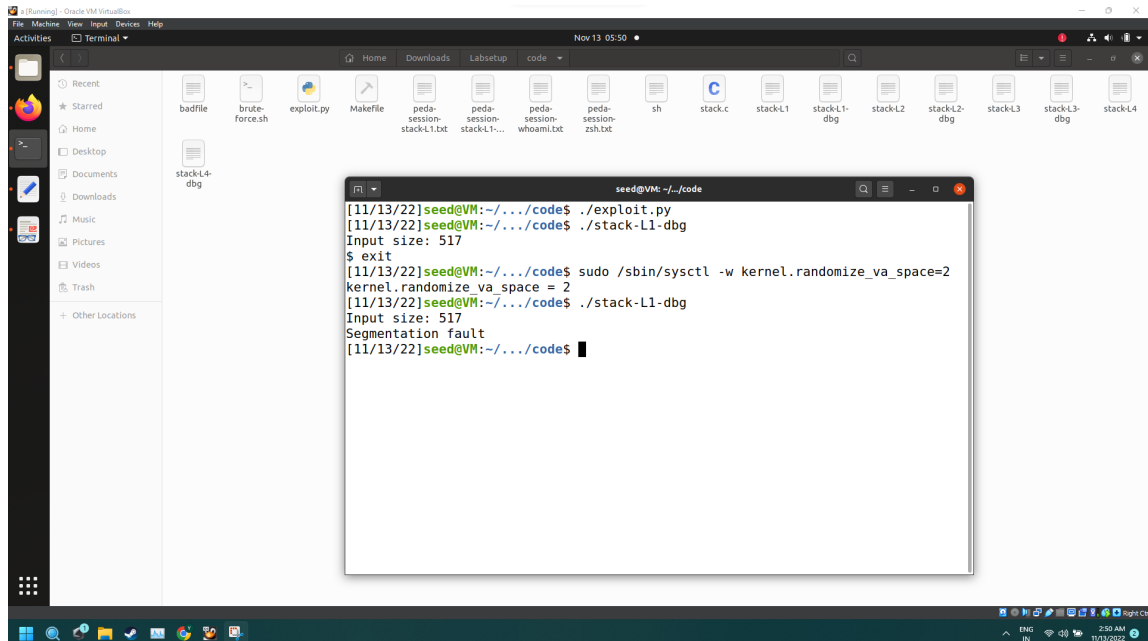 a [Running] - Oracle VM VirtualBox
File Machine View Input Devices Help
Activities Terminal Nov 13 05:50
Home Downloads Labsetup code
Recent
Starred
Home
Desktop
Documents
Downloads
Music
Pictures
Videos
Trash
+ Other Locations
badfile
brute-
force.sh
exploit.py
Makefile
peda-
session-
stack-L1.txt
peda-
session-
stack-L1-...
peda-
session-
whoami.txt
peda-
session-
zsh.txt
sh
stack.c
stack-L1
stack-L1-
dbg
stack-L2
stack-L2-
dbg
stack-L3
stack-L3-
dbg
stack-L4
stack-L4-
dbg
seed@VM: ~/.../code
[11/13/22]seed@VM:~/.../code$ ./exploit.py
[11/13/22]seed@VM:~/.../code$ ./stack-L1-dbg
Input size: 517
$ exit
[11/13/22]seed@VM:~/.../code$ sudo /sbin/sysctl -w kernel.randomize_va_space=2
kernel.randomize_va_space = 2
[11/13/22]seed@VM:~/.../code$ ./stack-L1-dbg
Input size: 517
Segmentation fault
[11/13/22]seed@VM:~/.../code$
Right Ct
ENG
IN
2:50 AM
11/13/2022